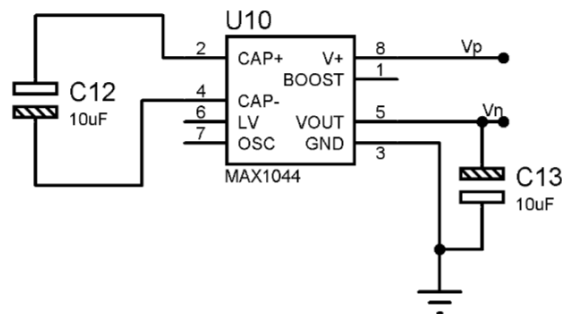 U10
2 CAP+ V+ 8 Vp
BOOST 1
4 CAP-
C12
10uF
6 LV VOUT 5 Vn
7 OSC GND 3
MAX1044
C13
10uF